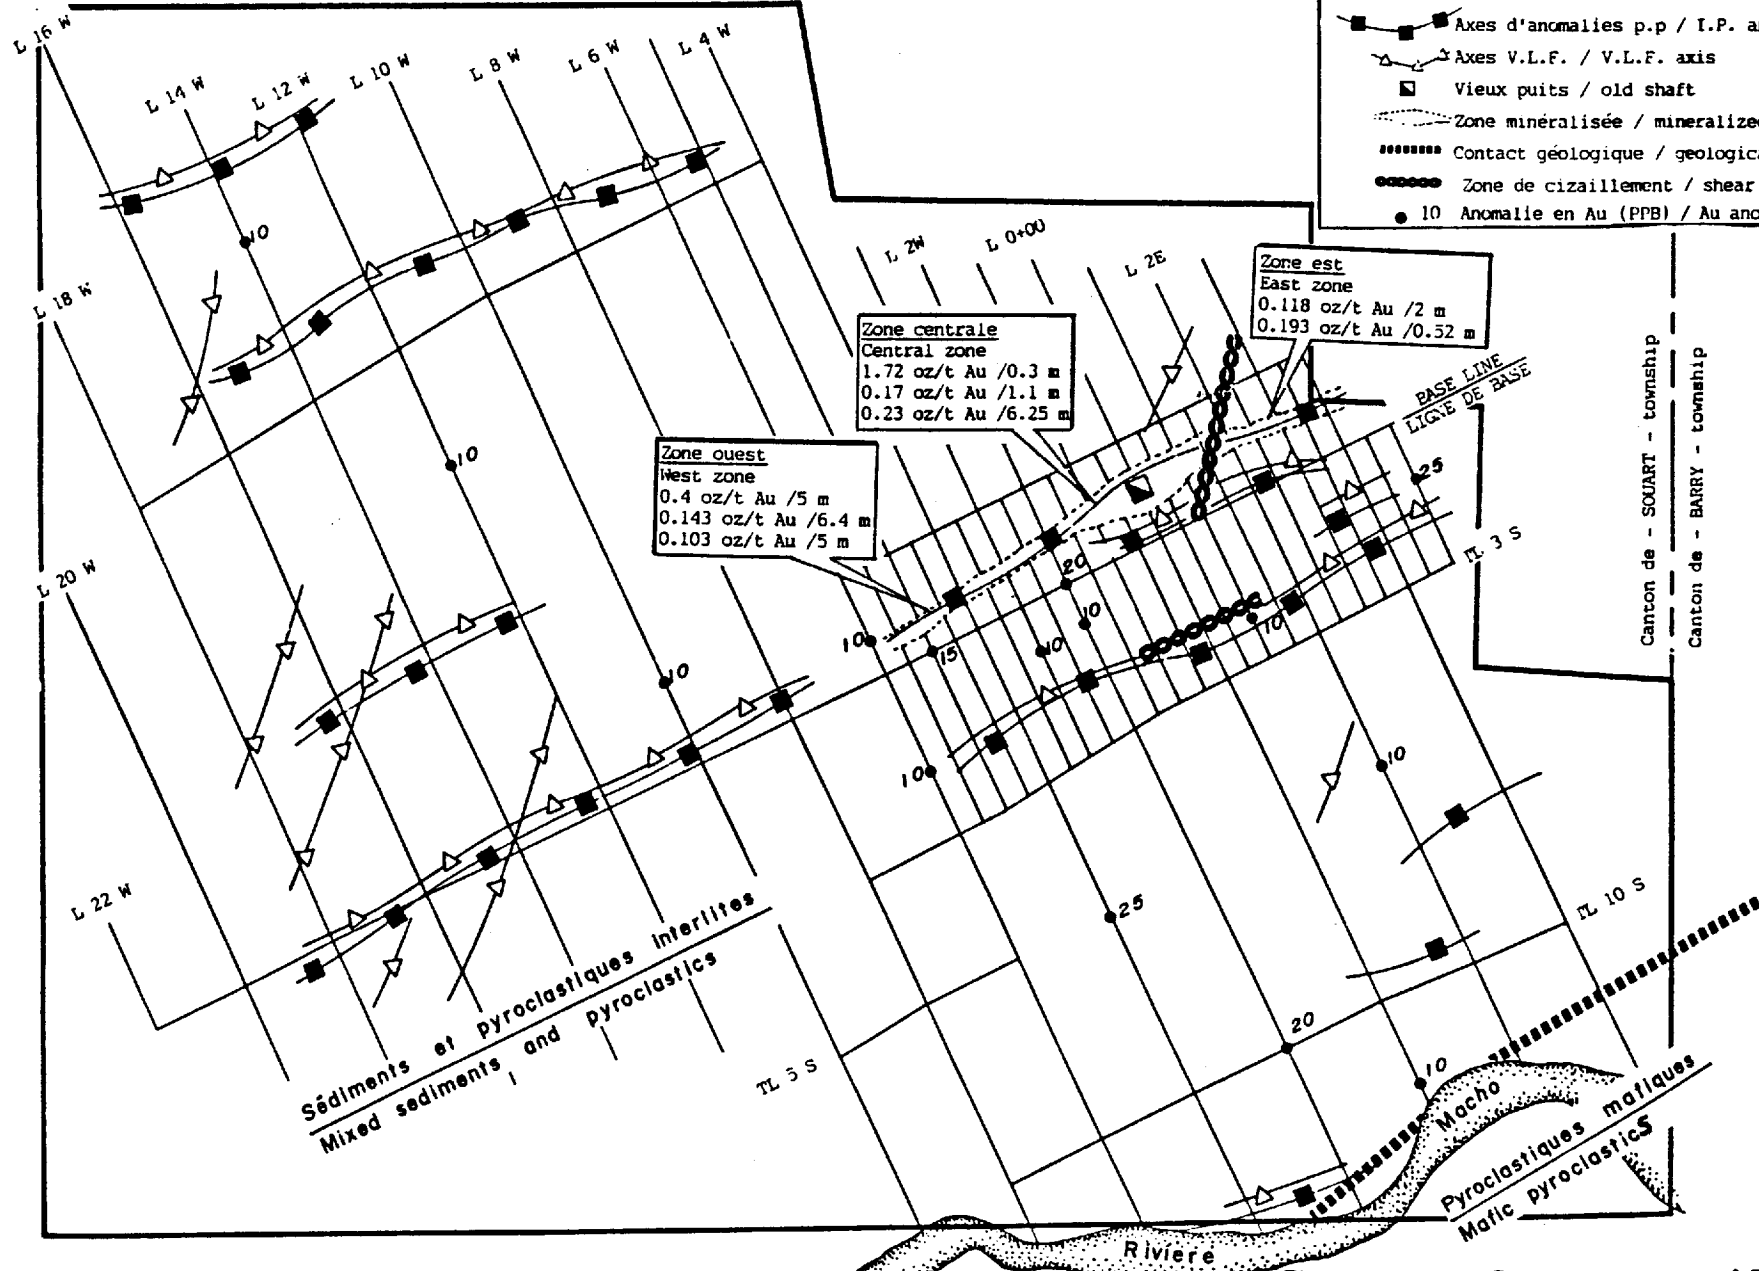 Axes d'anomalies p.p / I.P.
Axes V.L.F. / V.L.F. axis
Vieux puits / old shaft
Zone minéralisée /
Contact géologique /
Zone de cizaillement / shear
10 Anomalie en Au (PPB) / Au
L 16 W
L 14 W
L 12 W
L 10 W
L 8 W
L 6 W
L 4 W
L 2W
L 0+00
L 2E
L 18 W
L 20 W
L 22 W
Zone est
East zone
0.118 oz/t Au /2 m
0.193 oz/t Au /0.52 m
Zone centrale
Central zone
1.72 oz/t Au /0.3 m
0.17 oz/t Au /1.1 m
0.23 oz/t Au /6.25 m
Zone ouest
West zone
0.4 oz/t Au /5 m
0.143 oz/t Au /6.4 m
0.103 oz/t Au /5 m
BASE LINE
LIGNE DE BASE
Canton de - SOUART - township
Canton de - BARRY - township
10
10
10
10
15
20
10
10
10
25
10
10
25
20
10
TL 3 S
TL 10 S
TL 5 S
Sédiments et pyroclastiques interlites
Mixed sediments and pyroclastics
Macho
Rivière
Pyroclastiques mafiques
Mafic pyroclasticS